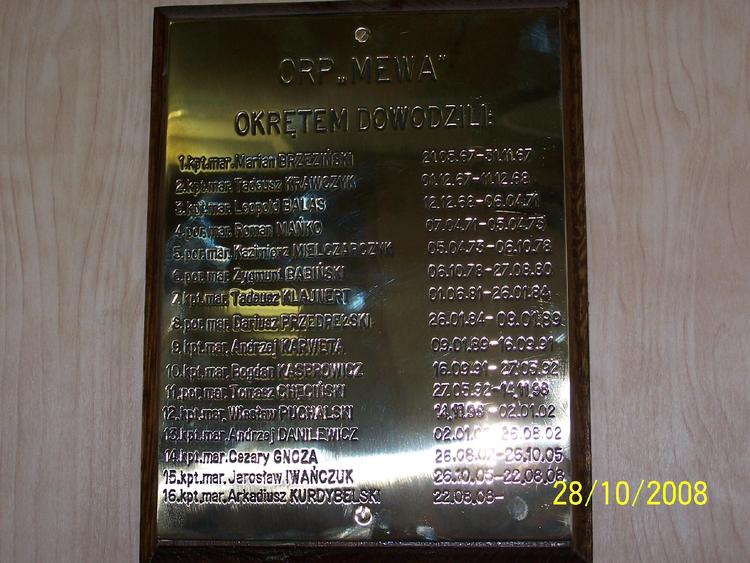 ORP „MEWA"
OKRĘTEM DOWODZILI:
1.kpt.mar. Marian BRZEZIŃSKI 21.05.67-31.11.67
2.kpt.mar. Tadeusz KRAWCZYK 01.12.67-11.12.68
3.kpt.mar. Leopold BALAS 12.12.68-06.04.71
4.por.mar. Roman MAŃKO 07.04.71-05.04.73
5.por.mar. Kazimierz MIELCZARCZYK 05.04.73-06.10.78
6.por.mar. Zygmunt BABIŃSKI 06.10.78-27.08.80
7.kpt.mar. Tadeusz KLAJNERT 01.06.81-26.01.84
8.por.mar. Dariusz PRZEDPEŁSKI 26.01.84-09.01.89
9.kpt.mar. Andrzej KARWETA 09.01.89-16.09.91
10.kpt.mar. Bogdan KASPROWICZ 16.09.91-27.05.92
11.por.mar. Tomasz CHĘCIŃSKI 27.05.92-14.11.98
12.kpt.mar. Wiesław PUCHALSKI 14.11.98-02.01.02
13.kpt.mar. Andrzej DANILEWICZ 02.01.02-26.08.02
14.kpt.mar. Cezary GNOZA 26.08.02-26.10.05
15.kpt.mar. Jarosław IWAŃCZUK 26.10.05-22.08.08
16.kpt.mar. Arkadiusz KURDYBELSKI 22.08.08-
28/10/2008